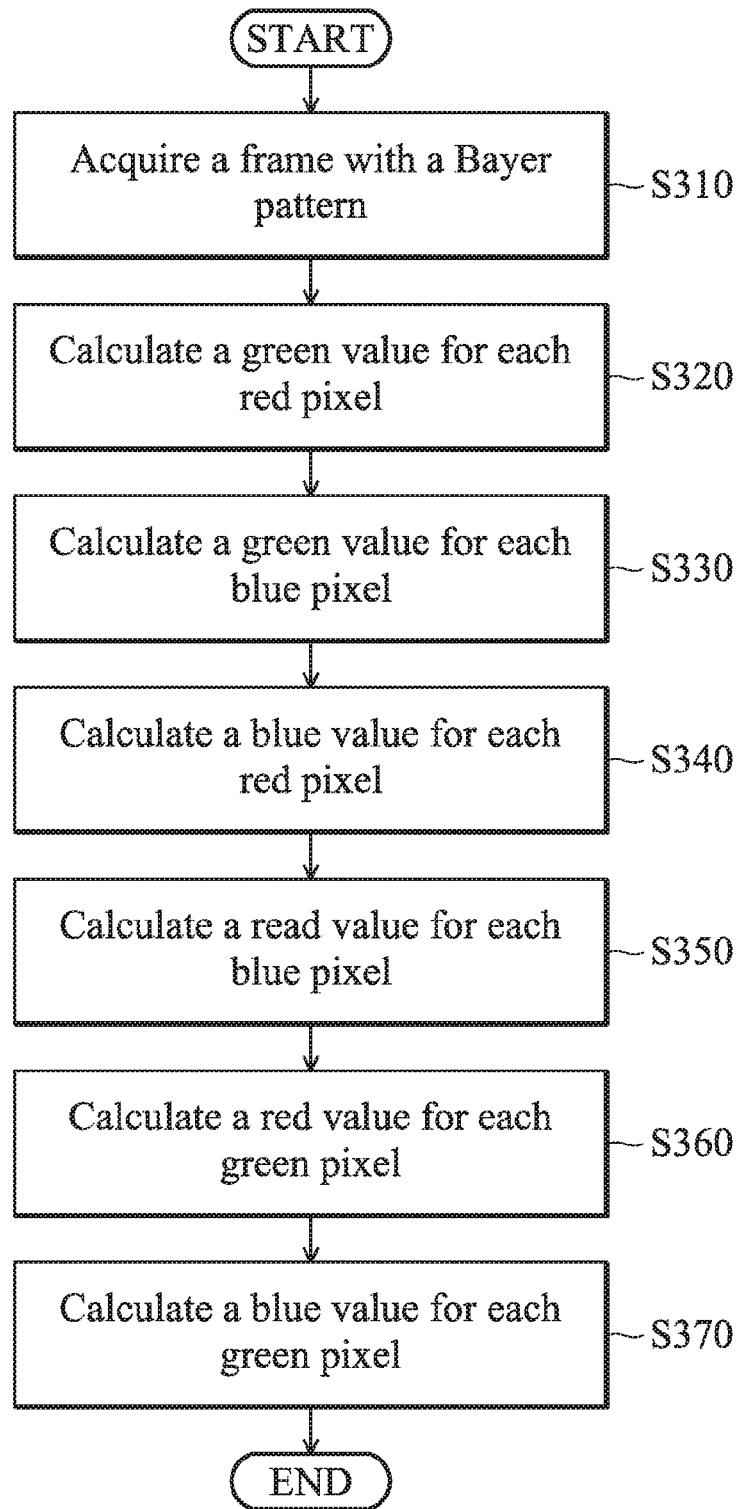 START
Acquire a frame with a Bayer
pattern
S310
Calculate a green value for each
red pixel
S320
Calculate a green value for each
blue pixel
S330
Calculate a blue value for each
red pixel
S340
Calculate a read value for each
blue pixel
S350
Calculate a red value for each
green pixel
S360
Calculate a blue value for each
green pixel
S370
END